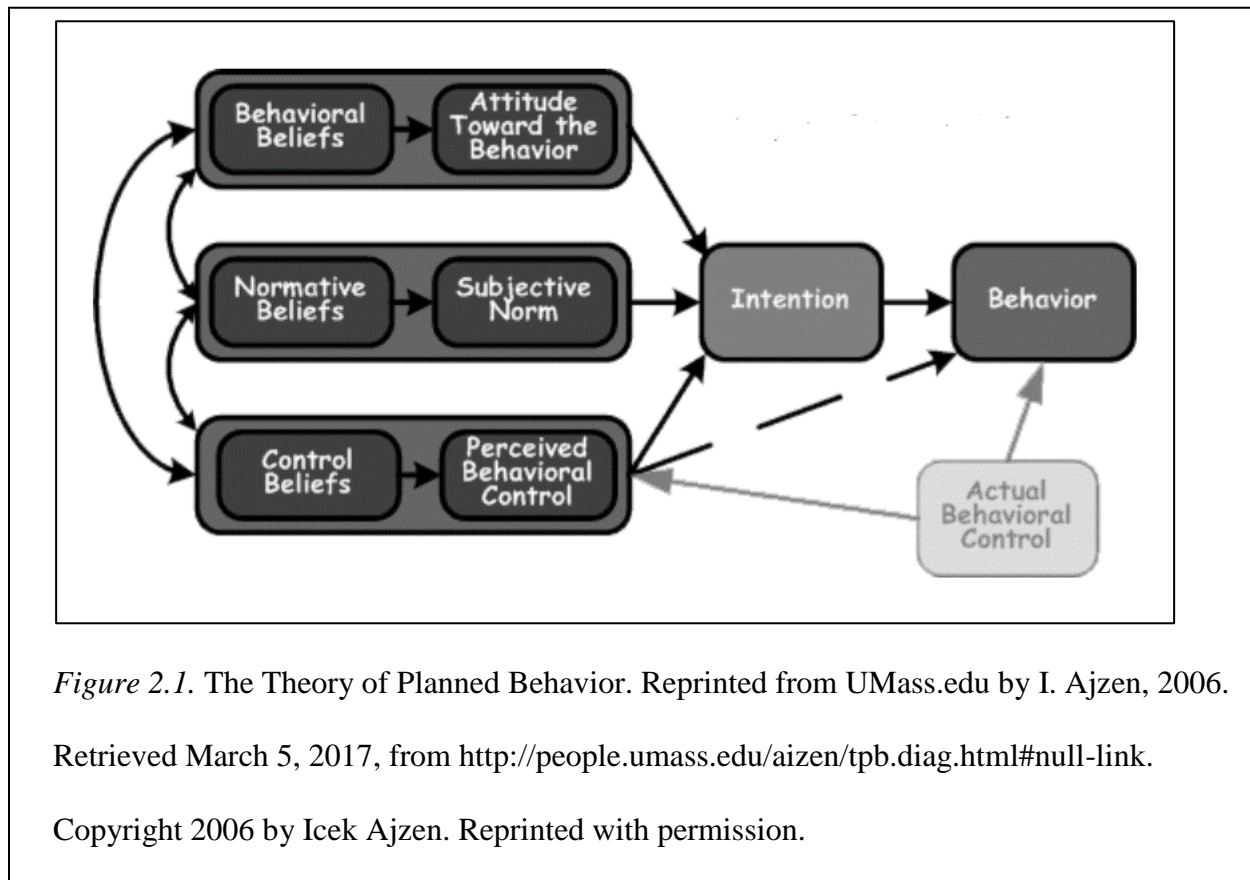 Behavioral
Beliefs
Attitude
Toward the
Behavior
Normative
Beliefs
Subjective
Norm
Intention
Behavior
Control
Beliefs
Perceived
Behavioral
Control
Actual
Behavioral
Control
Figure 2.1. The Theory of Planned Behavior. Reprinted from UMass.edu by I. Ajzen, 2006.
Retrieved March 5, 2017, from http://people.umass.edu/aizen/tpb.diag.html#null-link.
Copyright 2006 by Icek Ajzen. Reprinted with permission.